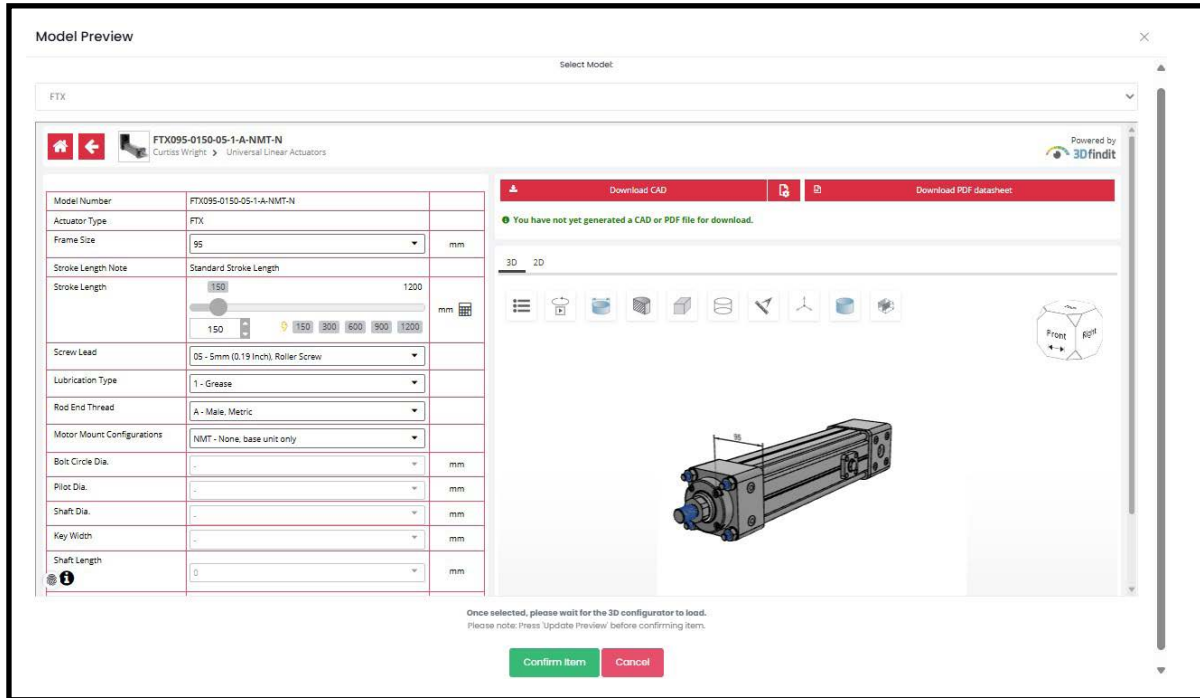 Model Preview
Select Model:
FTX
FTX095-0150-05-1-A-NMT-N
Curtiss Wright > Universal Linear Actuators
Powered by
3Dfindit
Model Number FTX095-0150-05-1-A-NMT-N
Actuator Type FTX
Frame Size 95 mm
Stroke Length Note Standard Stroke Length
Stroke Length 150 1200
mm
150 150 300 600 900 1200
Screw Lead 05 - 5mm (0.19 Inch), Roller Screw
Lubrication Type 1 - Grease
Rod End Thread A - Male, Metric
Motor Mount Configurations NMT - None, base unit only
Bolt Circle Dia. - mm
Pilot Dia. - mm
Shaft Dia. - mm
Key Width - mm
Shaft Length
0 mm
Download CAD
Download PDF datasheet
You have not yet generated a CAD or PDF file for download.
3D 2D
Front Right
95
Once selected, please wait for the 3D configurator to load.
Please note: Press 'Update Preview' before confirming item.
Confirm Item Cancel